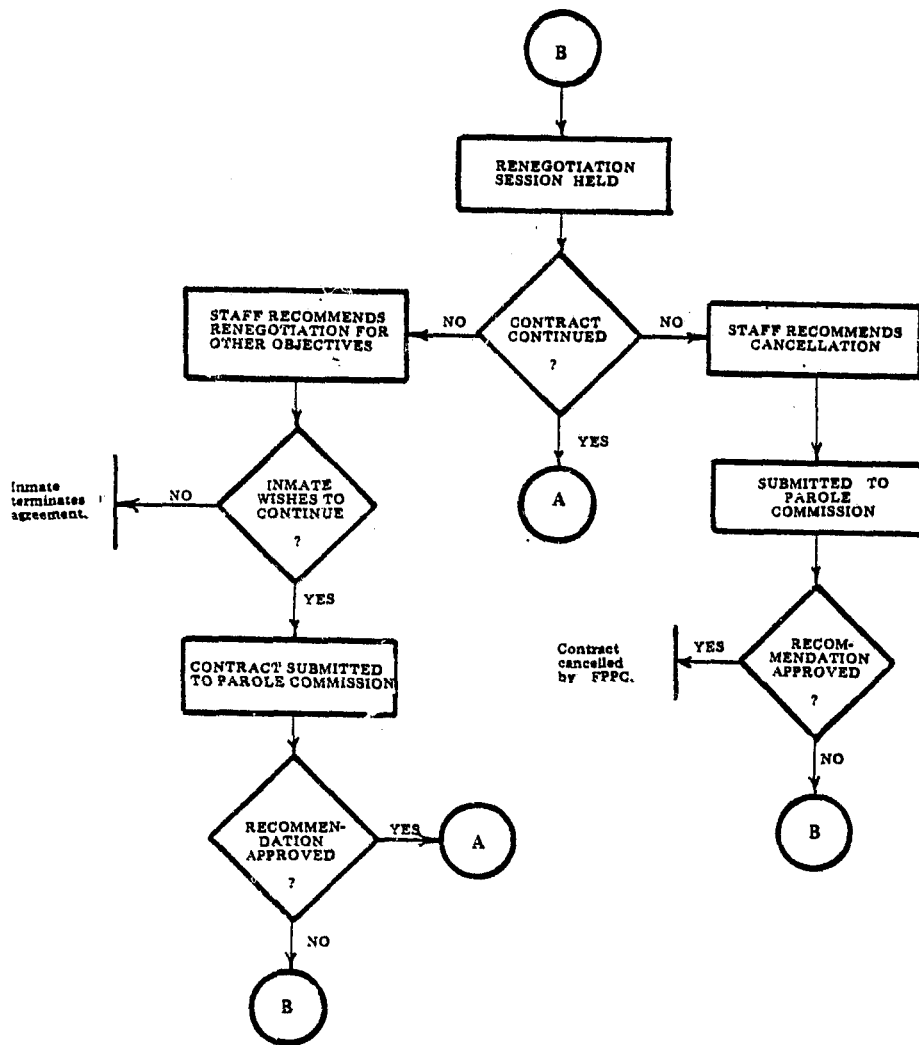 B
RENEGOTIATION
SESSION HELD
STAFF RECOMMENDS
RENEGOTIATION FOR
OTHER OBJECTIVES
NO
CONTRACT
CONTINUED
?
NO
STAFF RECOMMENDS
CANCELLATION
YES
A
Inmate
terminates
agreement.
NO
INMATE
WISHES TO
CONTINUE
?
SUBMITTED TO
PAROLE
COMMISSION
YES
CONTRACT SUBMITTED
TO PAROLE COMMISSION
Contract
cancelled
by FPPC.
YES
RECOM-
MENDATION
APPROVED
?
NO
B
RECOMMEN-
DATION
APPROVED
?
YES
A
NO
B